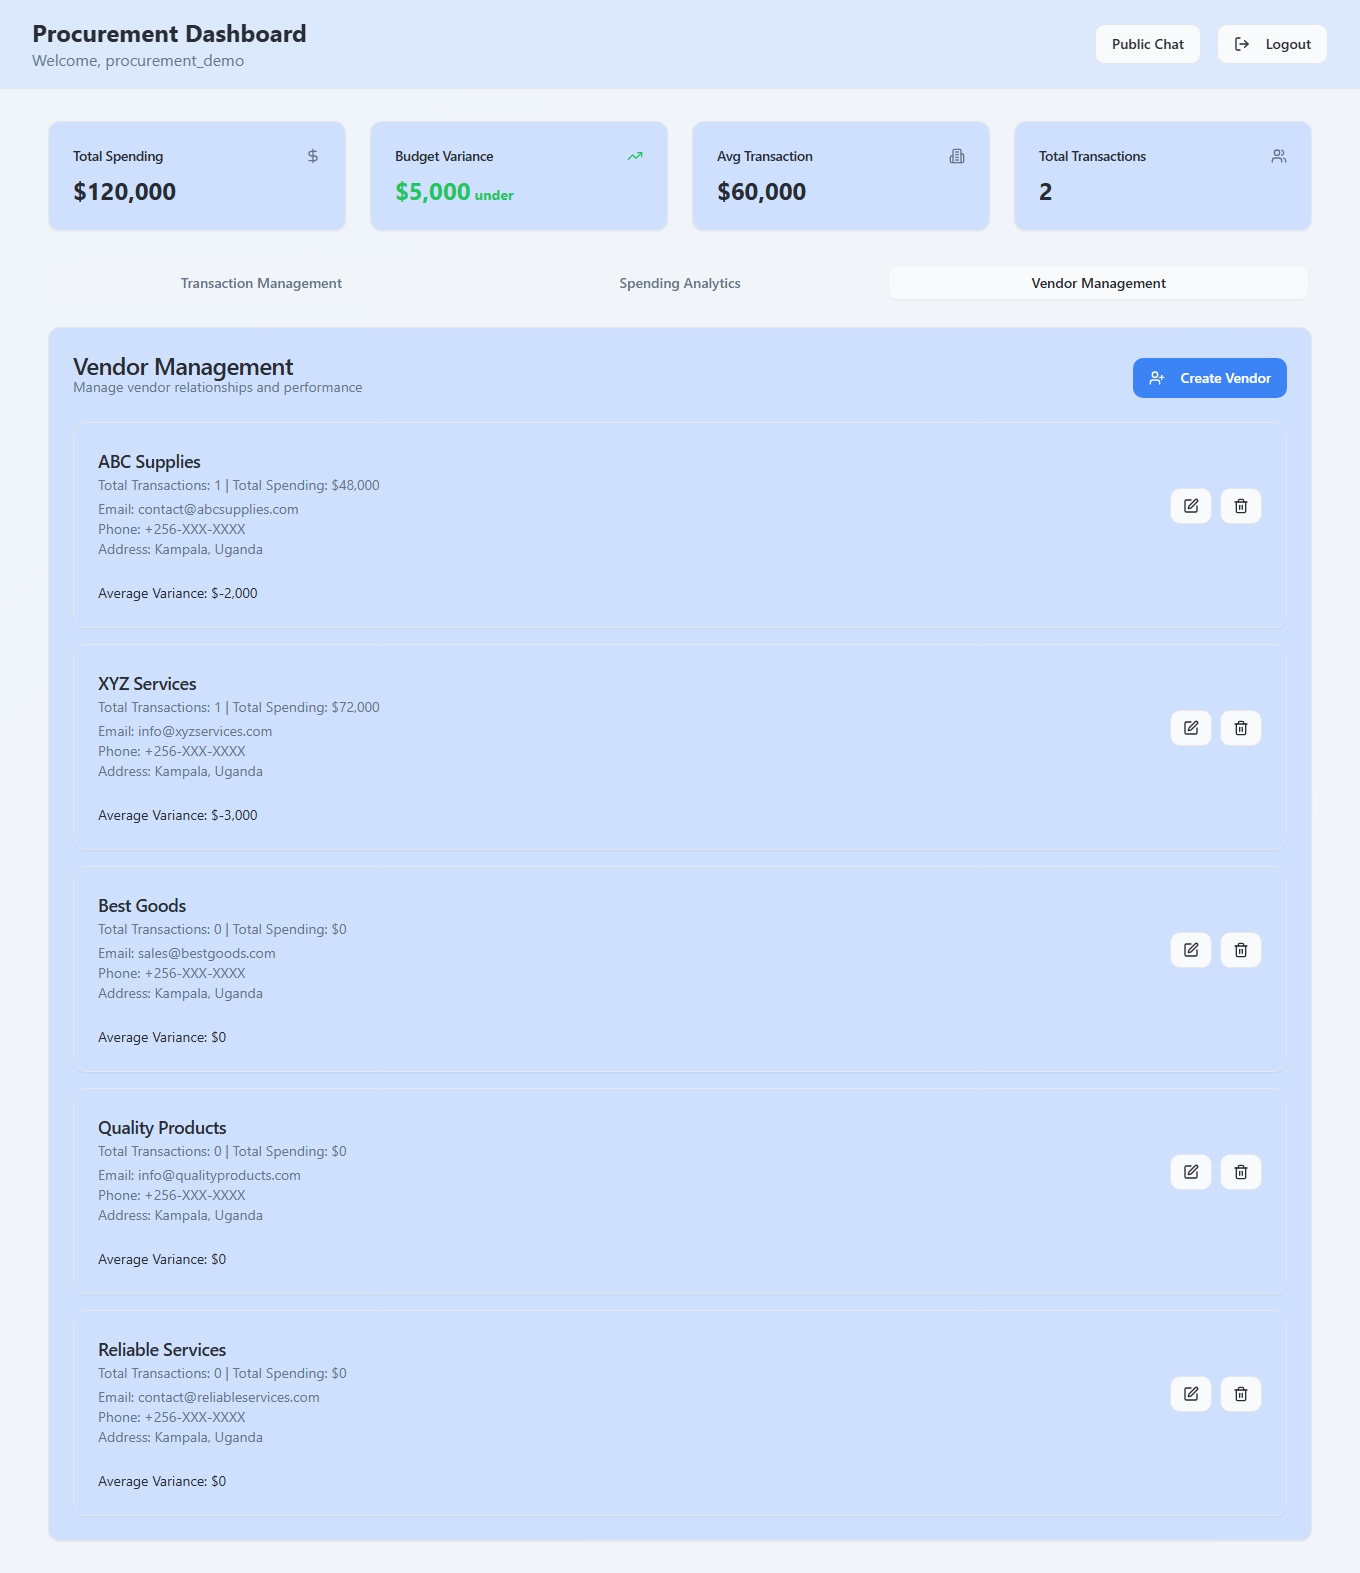 Procurement Dashboard
Welcome, procurement_demo
Public Chat
Logout
Total Spending
$120,000
Budget Variance
$5,000 under
Avg Transaction
$60,000
Total Transactions
2
Transaction Management
Spending Analytics
Vendor Management
Vendor Management
Manage vendor relationships and performance
Create Vendor
ABC Supplies
Total Transactions: 1 | Total Spending: $48,000
Email: contact@abcsupplies.com
Phone: +256-XXX-XXXX
Address: Kampala, Uganda
Average Variance: $-2,000
XYZ Services
Total Transactions: 1 | Total Spending: $72,000
Email: info@xyzservices.com
Phone: +256-XXX-XXXX
Address: Kampala, Uganda
Average Variance: $-3,000
Best Goods
Total Transactions: 0 | Total Spending: $0
Email: sales@bestgoods.com
Phone: +256-XXX-XXXX
Address: Kampala, Uganda
Average Variance: $0
Quality Products
Total Transactions: 0 | Total Spending: $0
Email: info@qualityproducts.com
Phone: +256-XXX-XXXX
Address: Kampala, Uganda
Average Variance: $0
Reliable Services
Total Transactions: 0 | Total Spending: $0
Email: contact@reliableservices.com
Phone: +256-XXX-XXXX
Address: Kampala, Uganda
Average Variance: $0